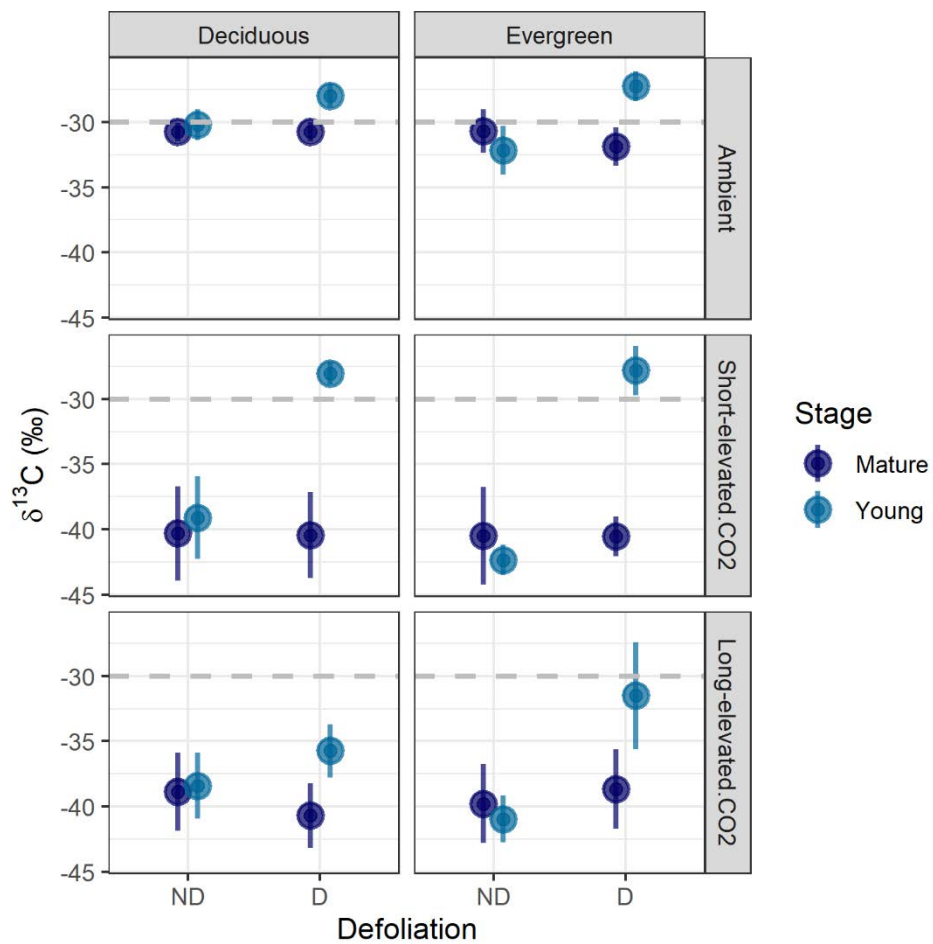 Deciduous
Evergreen
-30
-35
-40
-45
Ambient
-30
-35
-40
-45
Short-elevated.CO2
-30
-35
-40
-45
Long-elevated.CO2
δ¹³C (‰)
ND
D
ND
D
Defoliation
Stage
Mature
Young